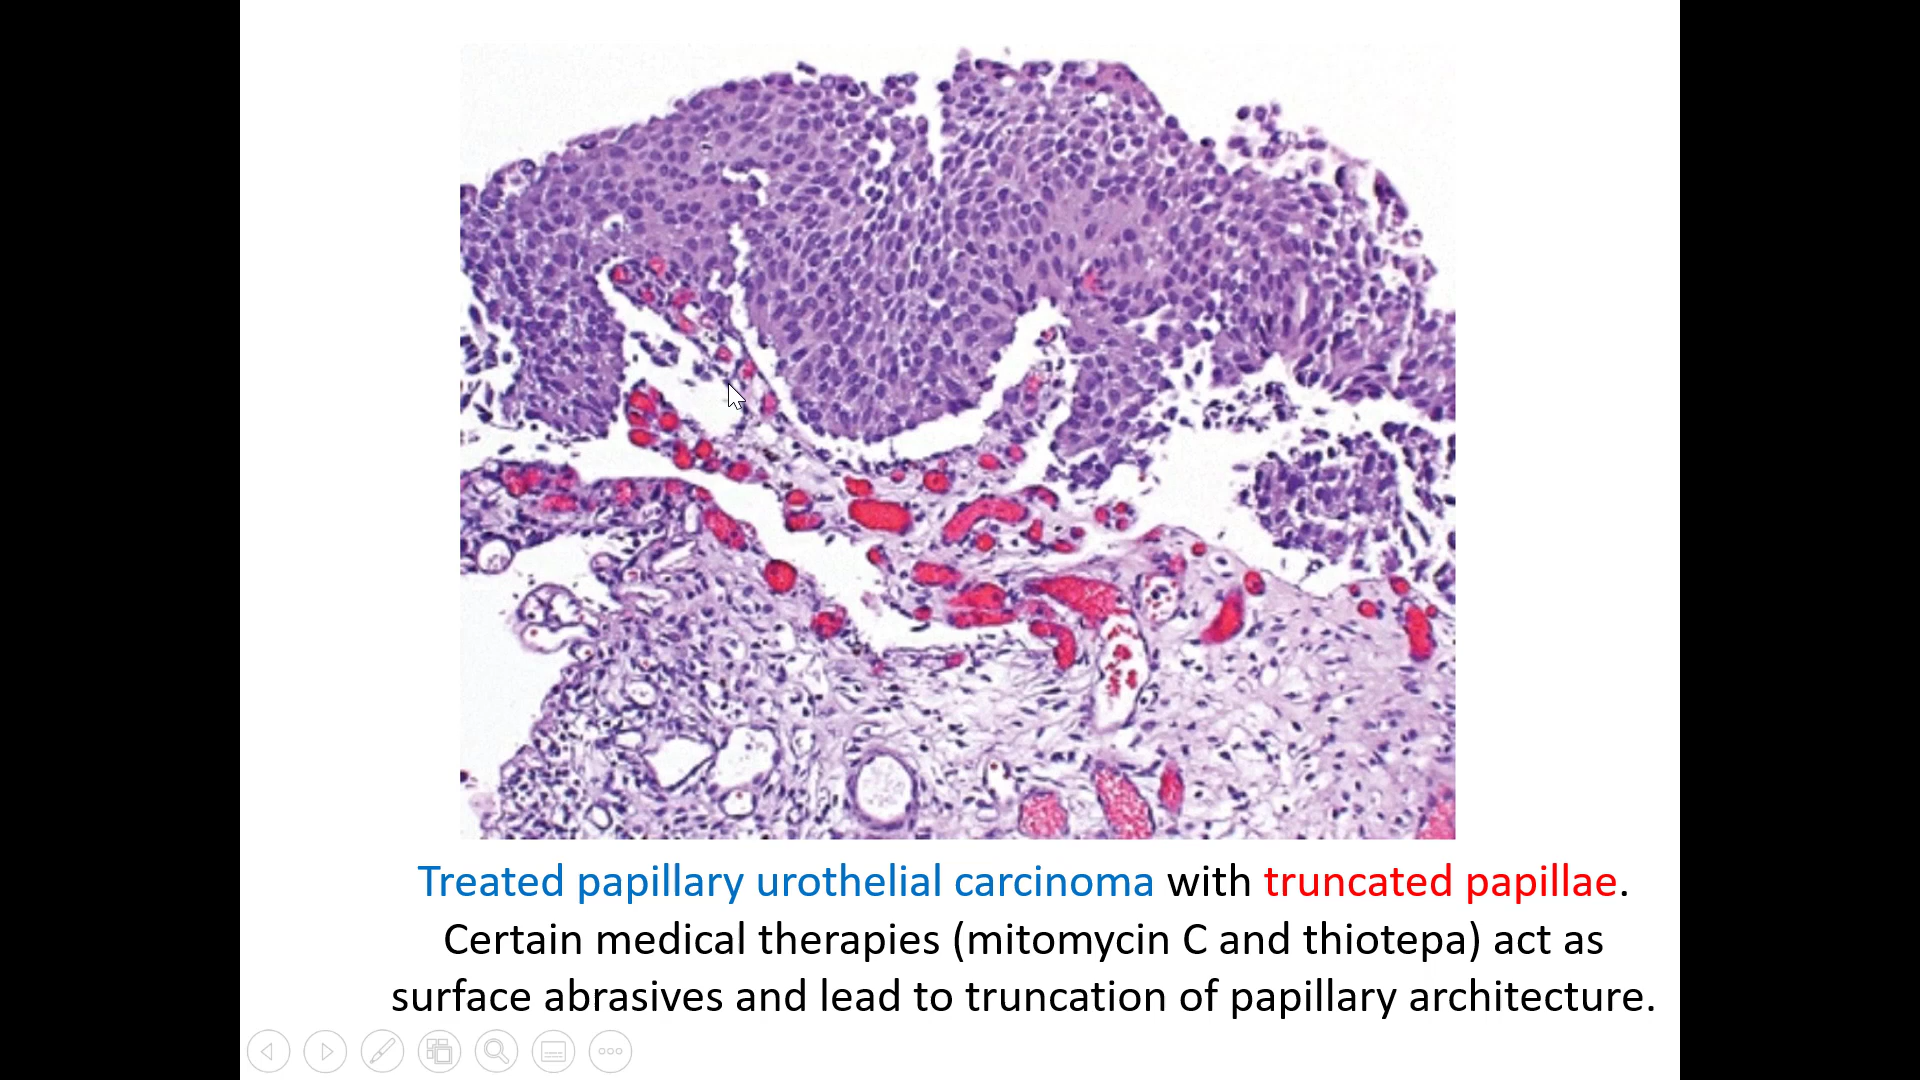 Treated papillary urothelial carcinoma with truncated papillae.
Certain medical therapies (mitomycin C and thiotepa) act as
surface abrasives and lead to truncation of papillary architecture.